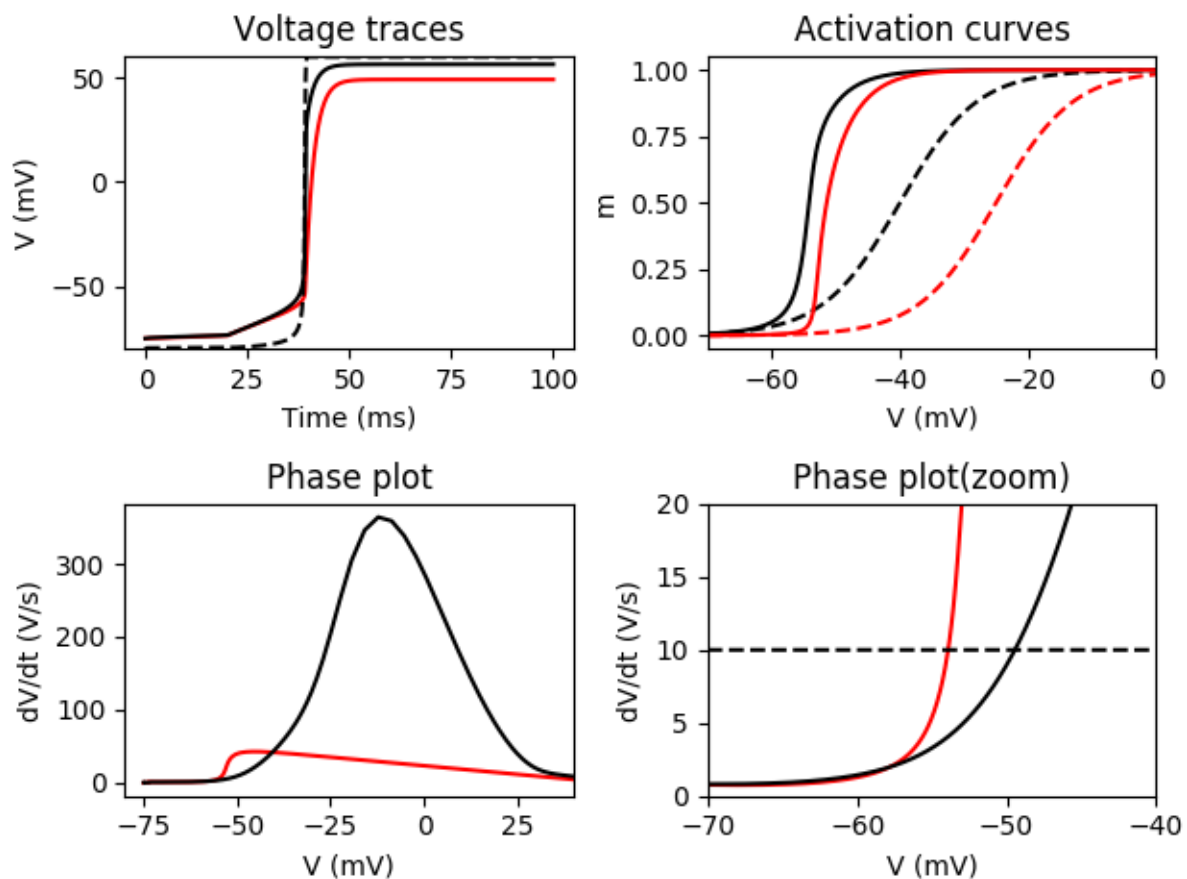 Voltage traces
50
0
−50
V (mV)
0
25
50
75
100
Time (ms)
Activation curves
1.00
0.75
0.50
0.25
0.00
m
−60
−40
−20
0
V (mV)
Phase plot
300
200
100
0
dV/dt (V/s)
−75
−50
−25
0
25
V (mV)
Phase plot(zoom)
20
15
10
5
0
dV/dt (V/s)
−70
−60
−50
−40
V (mV)